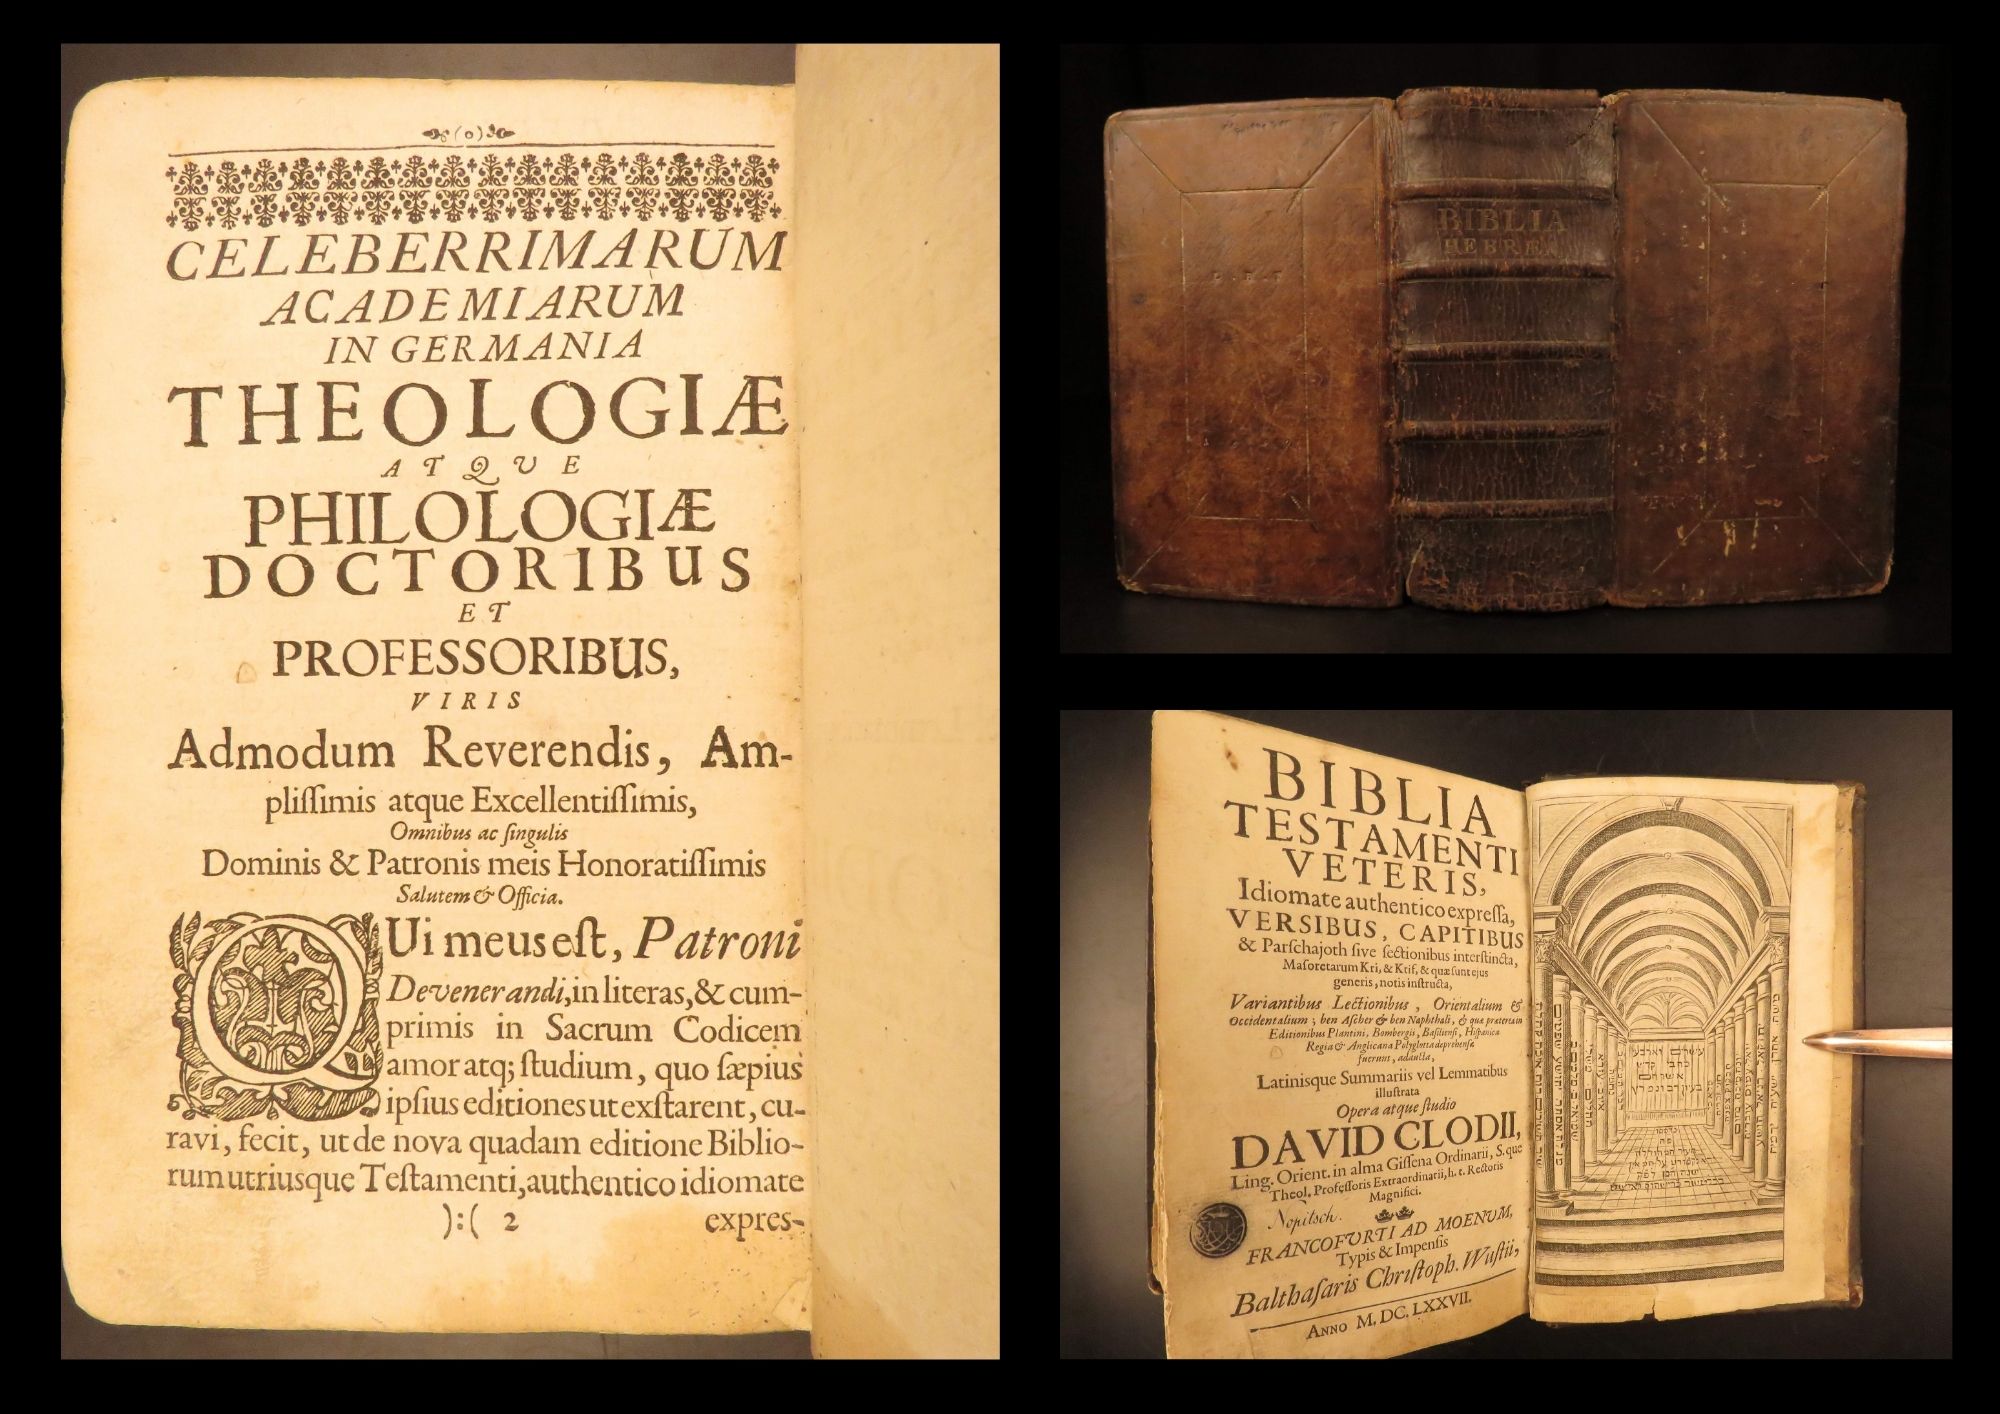 (o)
CELEBERRIMARUM
ACADEMIARUM
IN GERMANIA
THEOLOGIÆ
ATQUE
PHILOLOGIÆ
DOCTORIBUS
ET
PROFESSORIBUS,
VIRIS
Admodum Reverendis, Am-
pliſſimis atque Excellentiſſimis,
Omnibus ac ſingulis
Dominis & Patronis meis Honoratiſſimis
Salutem & Officia.
QUi meus eſt, Patroni
Devenerandi, in literas, & cum-
primis in Sacrum Codicem
amor atq; ſtudium, quo ſæpius
ipſius editiones ut exſtarent, cu-
ravi, fecit, ut de nova quadam editione Biblio-
rum utriusque Teſtamenti, authentico idiomate
):( 2 expres-
BIBLIA
HEBRÆA
BIBLIA
TESTAMENTI
VETERIS,
Idiomate authentico expreſſa,
VERSIBUS, CAPITIBUS
& Parſchajoth ſive ſectionibus interſtincta,
Maſoretarum Kri, & Ktif, & quæ ſunt ejus
generis, notis inſtructa,
Variantibus Lectionibus, Orientalium &
Occidentalium; ben Aſcher & ben Naphthali, & quæ præterea in
Editionibus Plantini, Bombergii, Baſilienſi, Hiſpanica
Regia & Anglicana Polyglotta deprehenſæ
fuerunt, adaucta,
Latinisque Summariis vel Lemmatibus
illuſtrata
Opera atque ſtudio
DAVID CLODII,
Ling. Orient. in alma Giſſena Ordinarii, S. que
Theol. Profeſſoris Extraordinarii, h. t. Rectoris
Magnifici.
Nopitsch.
FRANCOFURTI AD MOENUM,
Typis & Impenſis
Balthaſaris Chriſtoph. Wuſtii,
ANNO M. DC. LXXVII.
עשרים וארבע
כתבי קדש